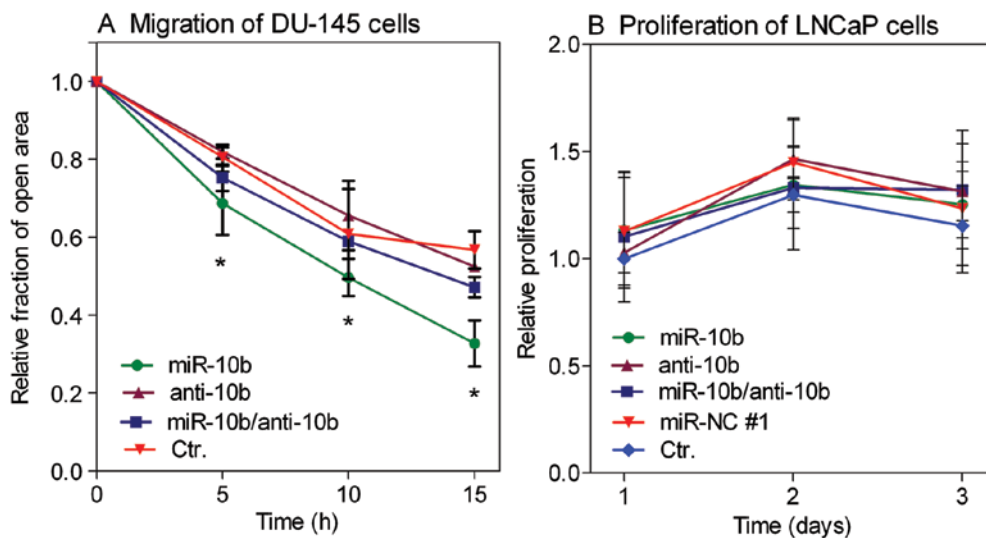 A Migration of DU-145 cells
Relative fraction of open area
1.0
0.8
0.6
0.4
0.2
0.0
*
*
*
miR-10b
anti-10b
miR-10b/anti-10b
Ctr.
0
5
10
15
Time (h)
B Proliferation of LNCaP cells
Relative proliferation
2.0
1.5
1.0
0.5
0.0
miR-10b
anti-10b
miR-10b/anti-10b
miR-NC #1
Ctr.
1
2
3
Time (days)